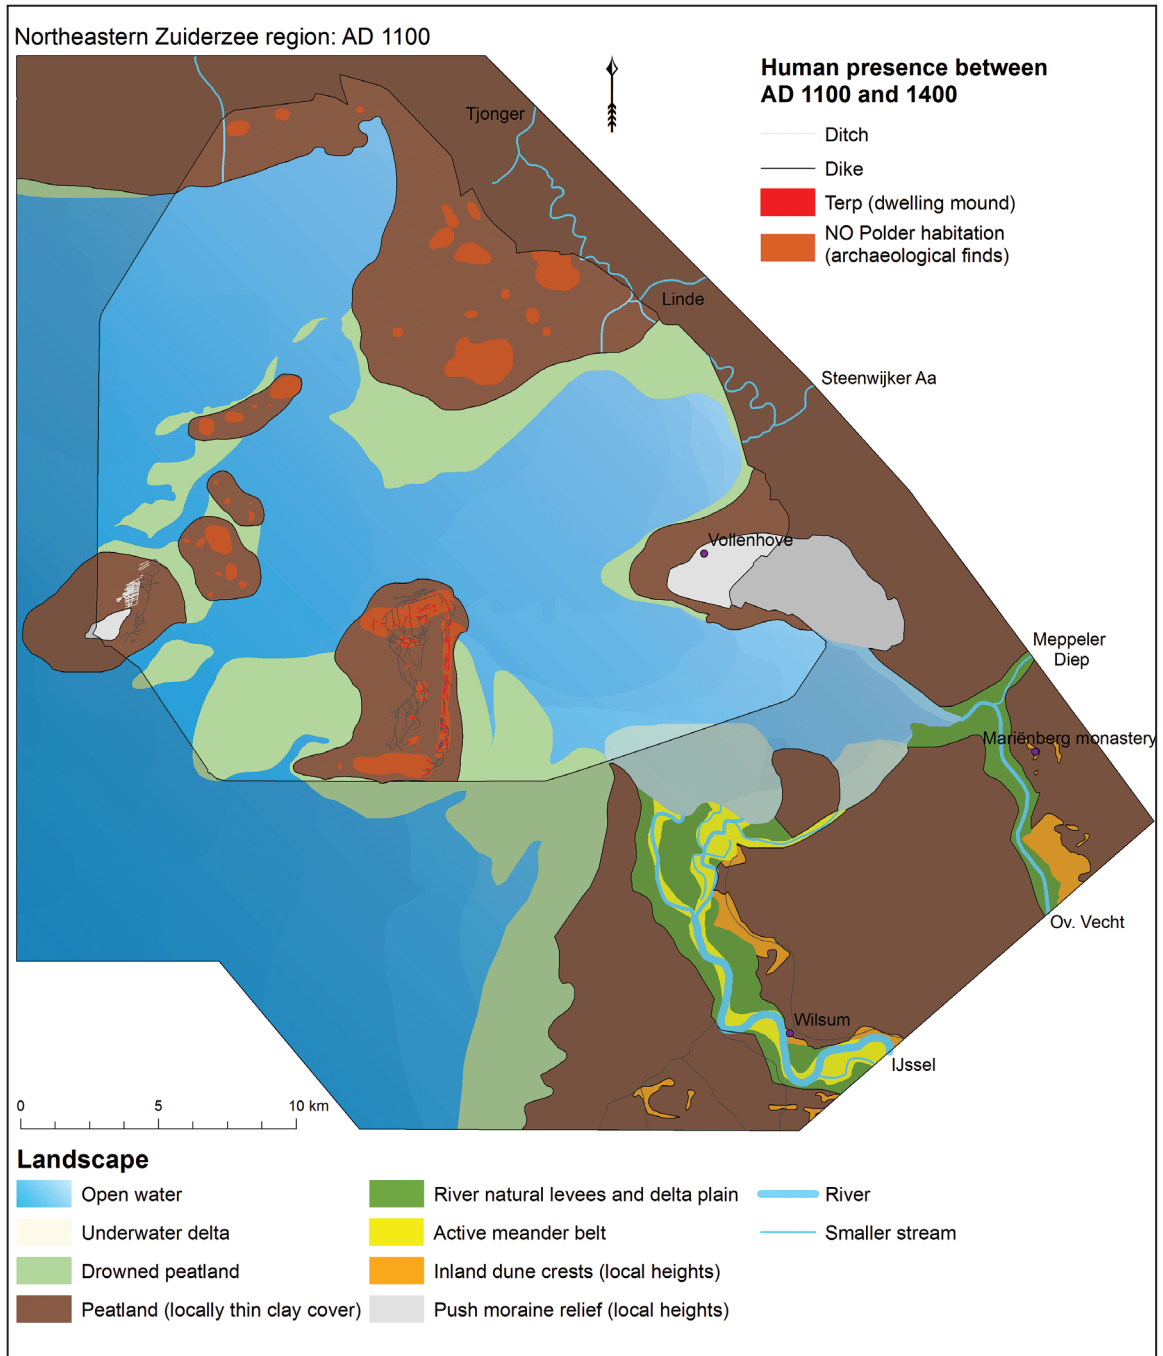 Northeastern Zuiderzee region: AD 1100
Human presence between
AD 1100 and 1400
Ditch
Dike
Terp (dwelling mound)
NO Polder habitation
(archaeological finds)
Tjonger
Linde
Steenwijker Aa
Vollenhove
Meppeler
Diep
Mariënberg monastery
Ov. Vecht
Wilsum
IJssel
0 5 10 km
Landscape
Open water
Underwater delta
Drowned peatland
Peatland (locally thin clay cover)
River natural levees and delta plain
Active meander belt
Inland dune crests (local heights)
Push moraine relief (local heights)
River
Smaller stream